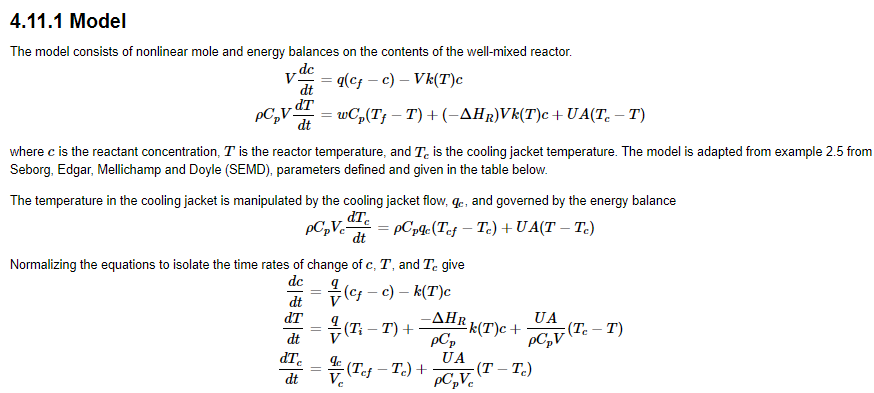 4.11.1 Model
The model consists of nonlinear mole and energy balances on the contents of the well-mixed reactor.
V dc/dt = q(c_f − c) − Vk(T)c
ρC_pV dT/dt = wC_p(T_f − T) + (−ΔH_R)Vk(T)c + UA(T_c − T)
where c is the reactant concentration, T is the reactor temperature, and T_c is the cooling jacket temperature. The model is adapted from example 2.5 from
Seborg, Edgar, Mellichamp and Doyle (SEMD), parameters defined and given in the table below.
The temperature in the cooling jacket is manipulated by the cooling jacket flow, q_c, and governed by the energy balance
ρC_pV_c dT_c/dt = ρC_pq_c(T_cf − T_c) + UA(T − T_c)
Normalizing the equations to isolate the time rates of change of c, T, and T_c give
dc/dt = q/V (c_f − c) − k(T)c
dT/dt = q/V (T_i − T) + −ΔH_R/ρC_p k(T)c + UA/ρC_pV (T_c − T)
dT_c/dt = q_c/V_c (T_cf − T_c) + UA/ρC_pV_c (T − T_c)